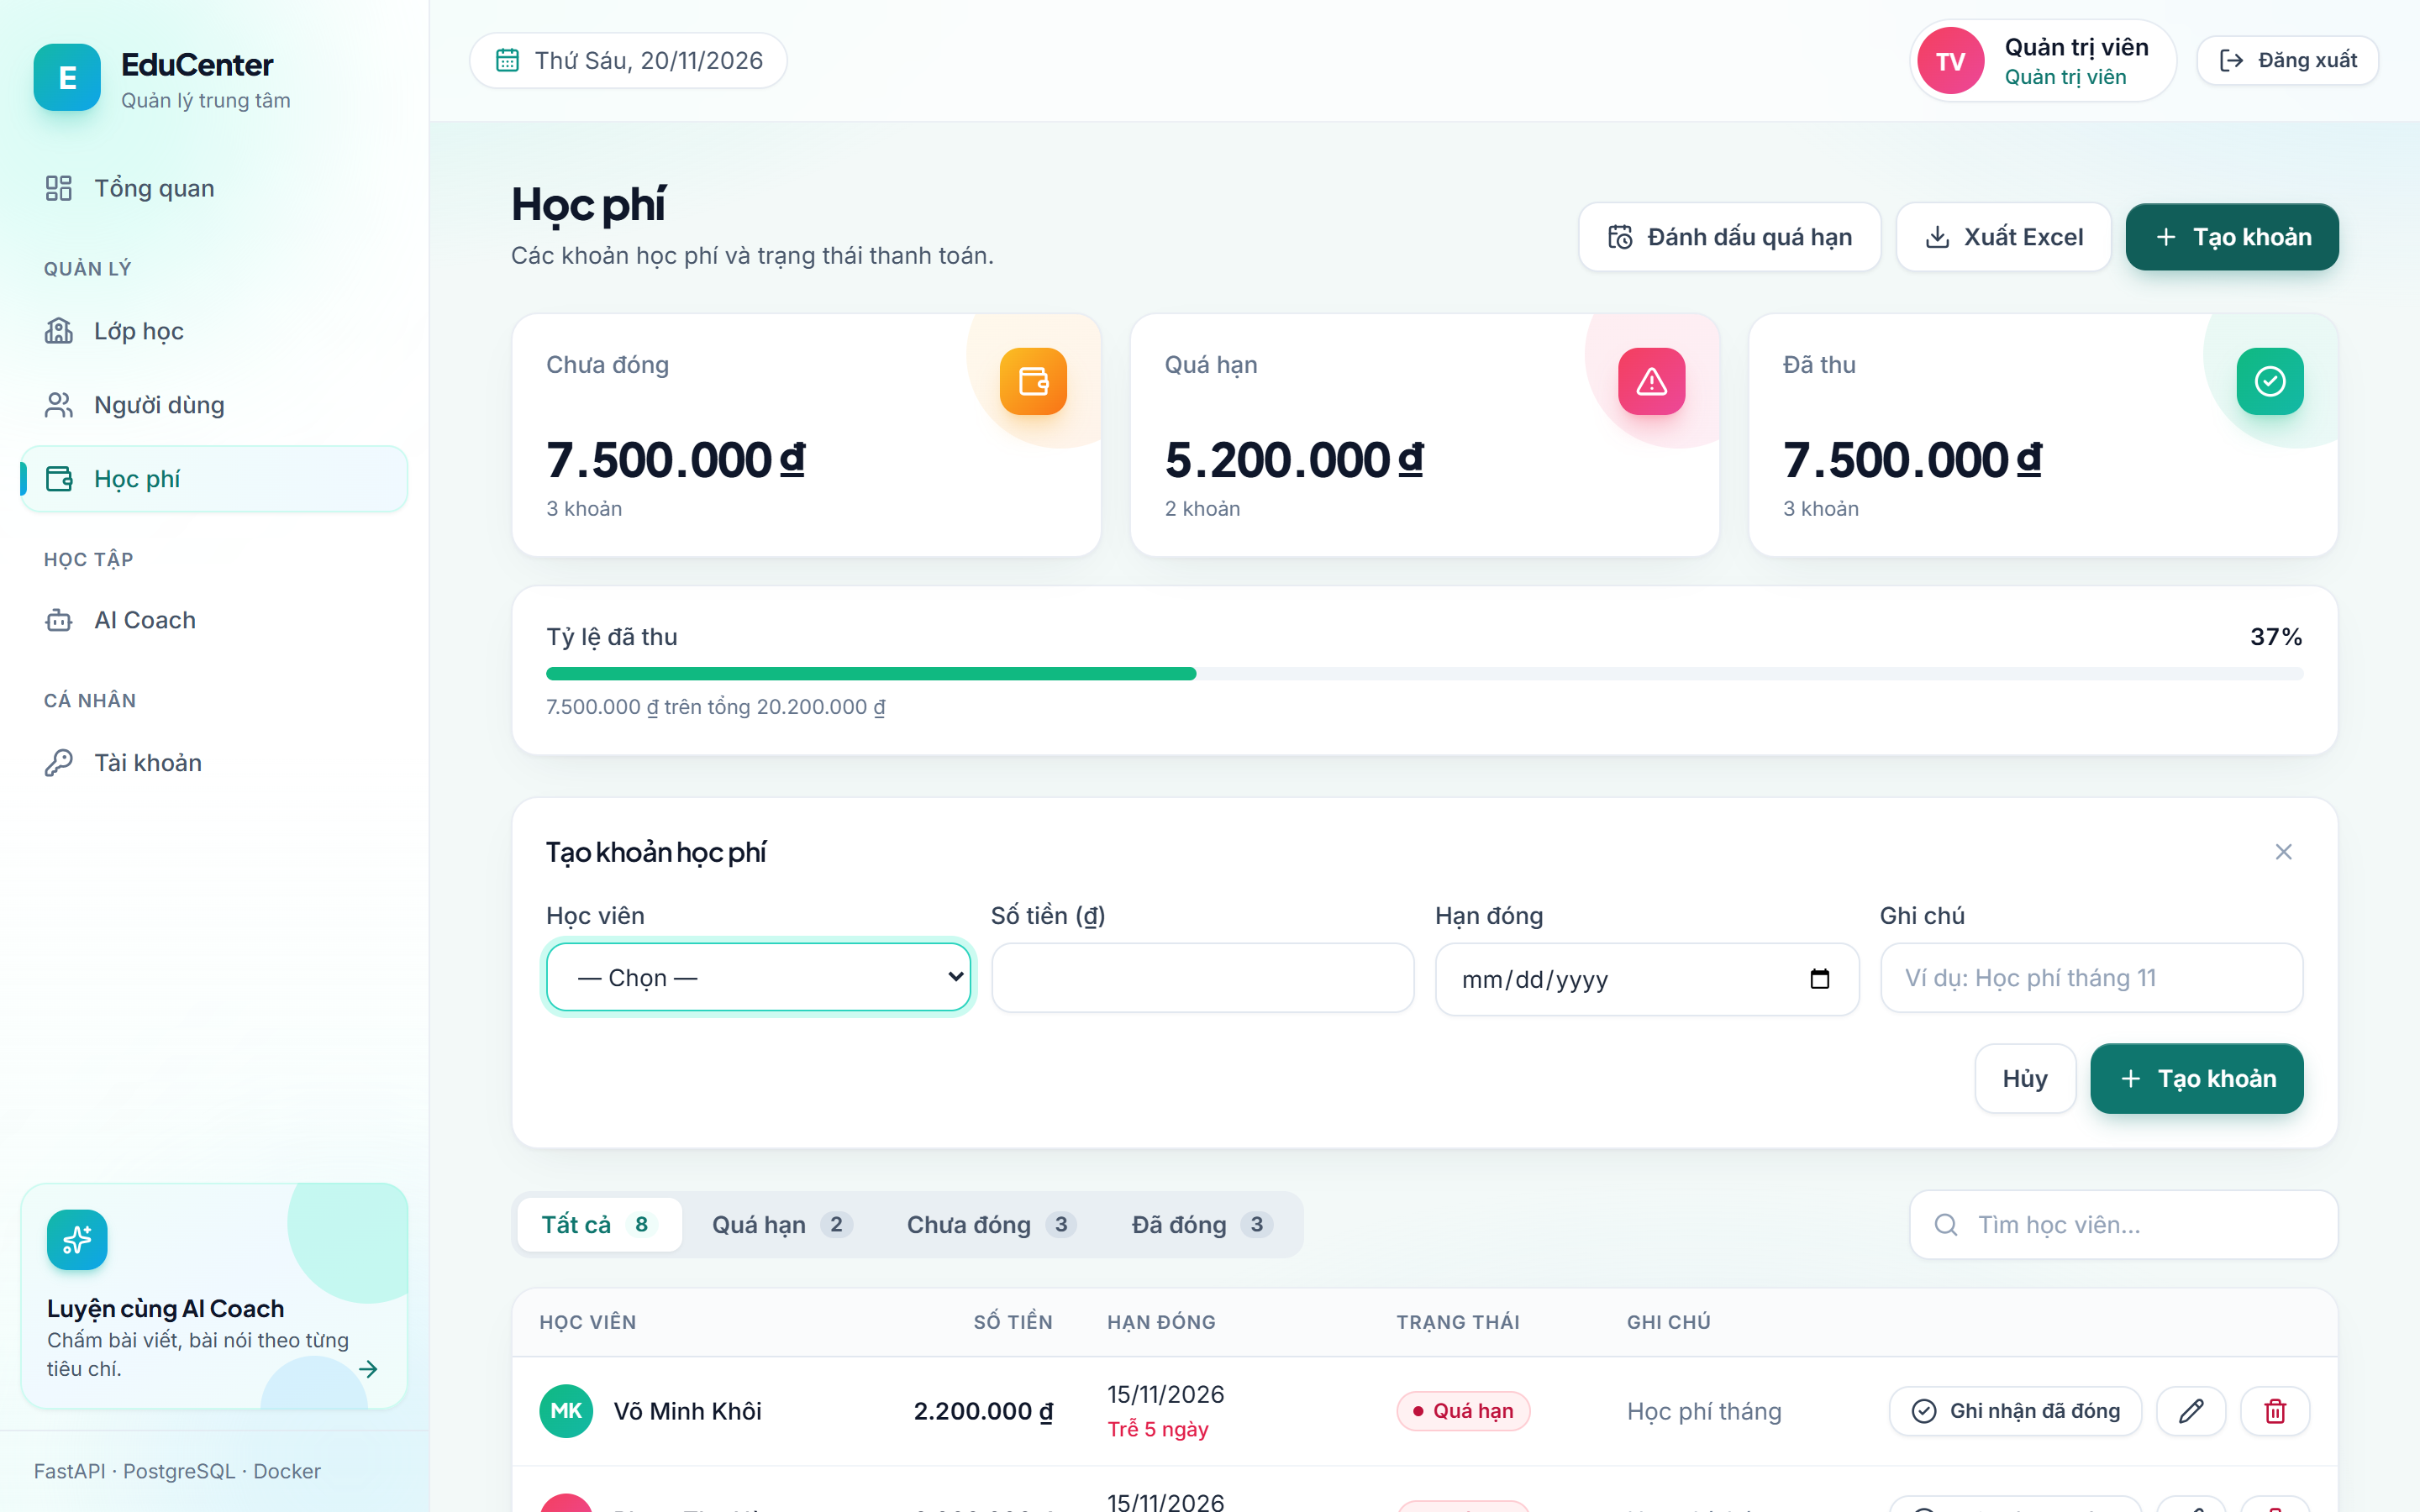 E
EduCenter
Quản lý trung tâm
Tổng quan
QUẢN LÝ
Lớp học
Người dùng
Học phí
HỌC TẬP
AI Coach
CÁ NHÂN
Tài khoản
Luyện cùng AI Coach
Chấm bài viết, bài nói theo từng
tiêu chí.
FastAPI · PostgreSQL · Docker
Thứ Sáu, 20/11/2026
TV
Quản trị viên
Quản trị viên
Đăng xuất
Học phí
Các khoản học phí và trạng thái thanh toán.
Đánh dấu quá hạn
Xuất Excel
Tạo khoản
Chưa đóng
7.500.000 ₫
3 khoản
Quá hạn
5.200.000 ₫
2 khoản
Đã thu
7.500.000 ₫
3 khoản
Tỷ lệ đã thu
37%
7.500.000 ₫ trên tổng 20.200.000 ₫
Tạo khoản học phí
Học viên
Số tiền (₫)
Hạn đóng
Ghi chú
— Chọn —
mm/dd/yyyy
Ví dụ: Học phí tháng 11
Hủy
Tạo khoản
Tất cả 8
Quá hạn 2
Chưa đóng 3
Đã đóng 3
Tìm học viên...
HỌC VIÊN SỐ TIỀN HẠN ĐÓNG TRẠNG THÁI GHI CHÚ
MK
Võ Minh Khôi
2.200.000 ₫
15/11/2026
Trễ 5 ngày
Quá hạn
Học phí tháng
Ghi nhận đã đóng
15/11/2026